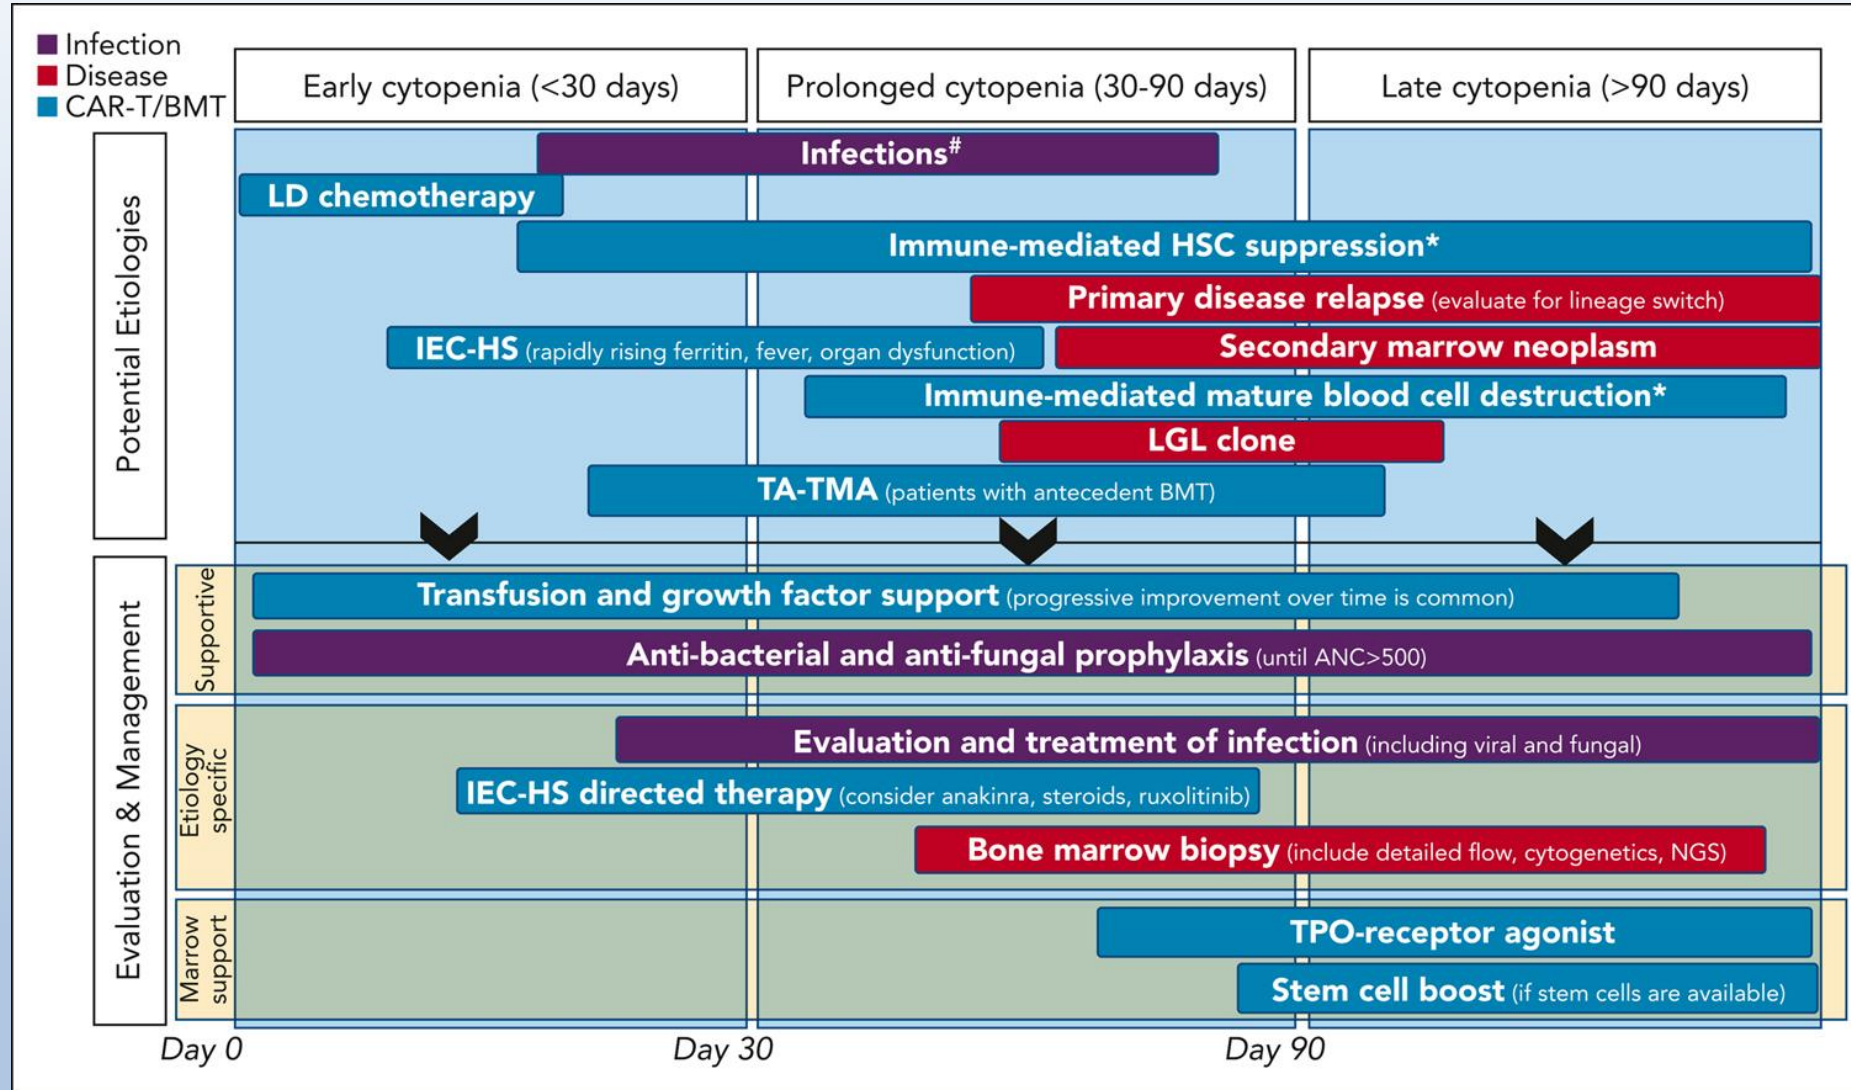 Infection
Disease
CAR-T/BMT
Early cytopenia (<30 days)
Prolonged cytopenia (30-90 days)
Late cytopenia (>90 days)
Potential Etiologies
Infections#
LD chemotherapy
Immune-mediated HSC suppression*
Primary disease relapse (evaluate for lineage switch)
IEC-HS (rapidly rising ferritin, fever, organ dysfunction)
Secondary marrow neoplasm
Immune-mediated mature blood cell destruction*
LGL clone
TA-TMA (patients with antecedent BMT)
Evaluation & Management
Supportive
Transfusion and growth factor support (progressive improvement over time is common)
Anti-bacterial and anti-fungal prophylaxis (until ANC>500)
Etiology
specific
Evaluation and treatment of infection (including viral and fungal)
IEC-HS directed therapy (consider anakinra, steroids, ruxolitinib)
Bone marrow biopsy (include detailed flow, cytogenetics, NGS)
Marrow
support
TPO-receptor agonist
Stem cell boost (if stem cells are available)
Day 0
Day 30
Day 90